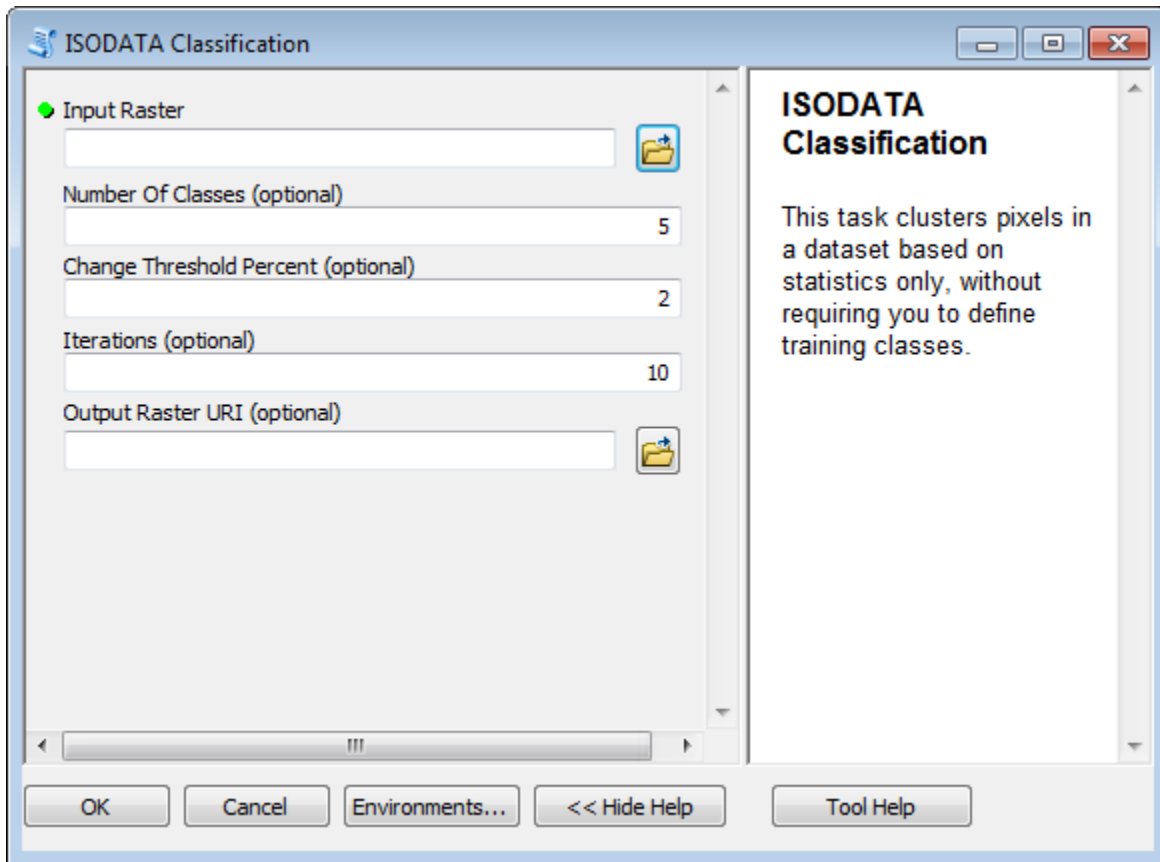 ISODATA Classification
Input Raster
Number Of Classes (optional)
5
Change Threshold Percent (optional)
2
Iterations (optional)
10
Output Raster URI (optional)
ISODATA
Classification
This task clusters pixels in
a dataset based on
statistics only, without
requiring you to define
training classes.
OK
Cancel
Environments...
<< Hide Help
Tool Help